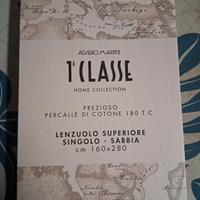 ALVIERO MARTINI
1ª CLASSE
HOME COLLECTION
PREZIOSO
PERCALLE DI COTONE 180 T.C.
LENZUOLO SUPERIORE
SINGOLO - SABBIA
cm 160x280